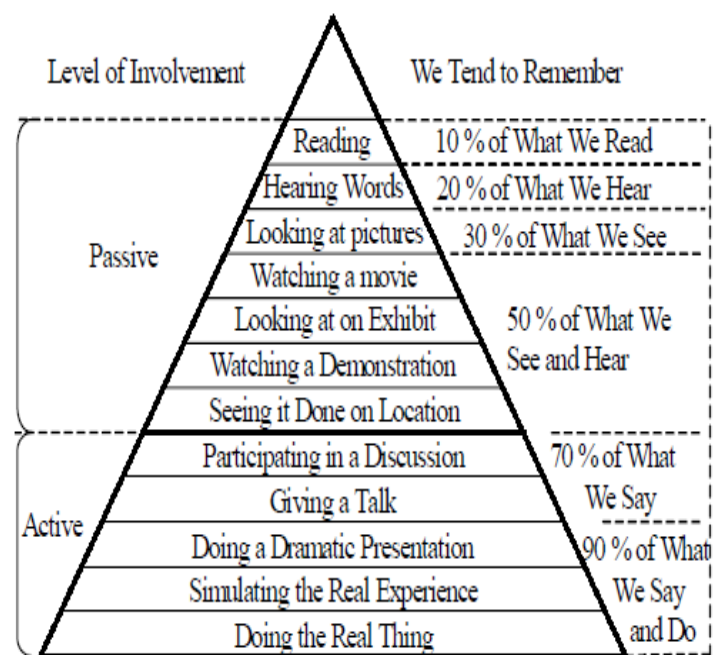 Level of Involvement
We Tend to Remember
Reading
10 % of What We Read
Hearing Words
20 % of What We Hear
Looking at pictures
30 % of What We See
Passive
Watching a movie
Looking at on Exhibit
50 % of What We
See and Hear
Watching a Demonstration
Seeing it Done on Location
Participating in a Discussion
70 % of What
We Say
Giving a Talk
Active
Doing a Dramatic Presentation
90 % of What
We Say
and Do
Simulating the Real Experience
Doing the Real Thing